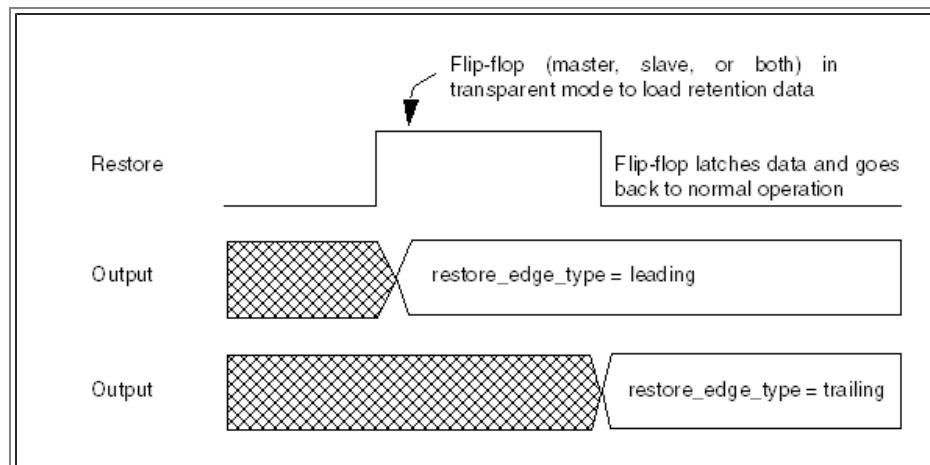 Flip-flop (master, slave, or both) in
transparent mode to load retention data
Restore
Flip-flop latches data and goes
back to normal operation
Output
restore_edge_type = leading
Output
restore_edge_type = trailing